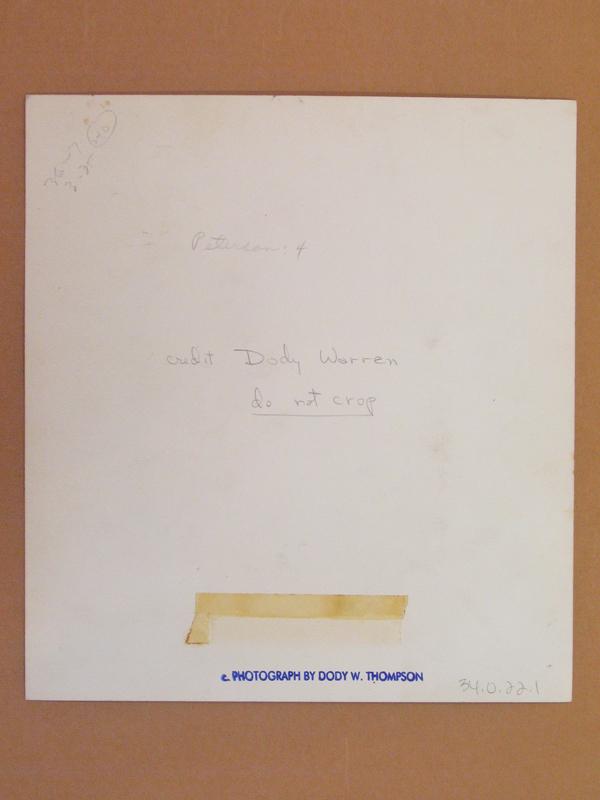 Peterson: 4
credit Dody Warren
do not crop
© PHOTOGRAPH BY DODY W. THOMPSON
34.0.22.1